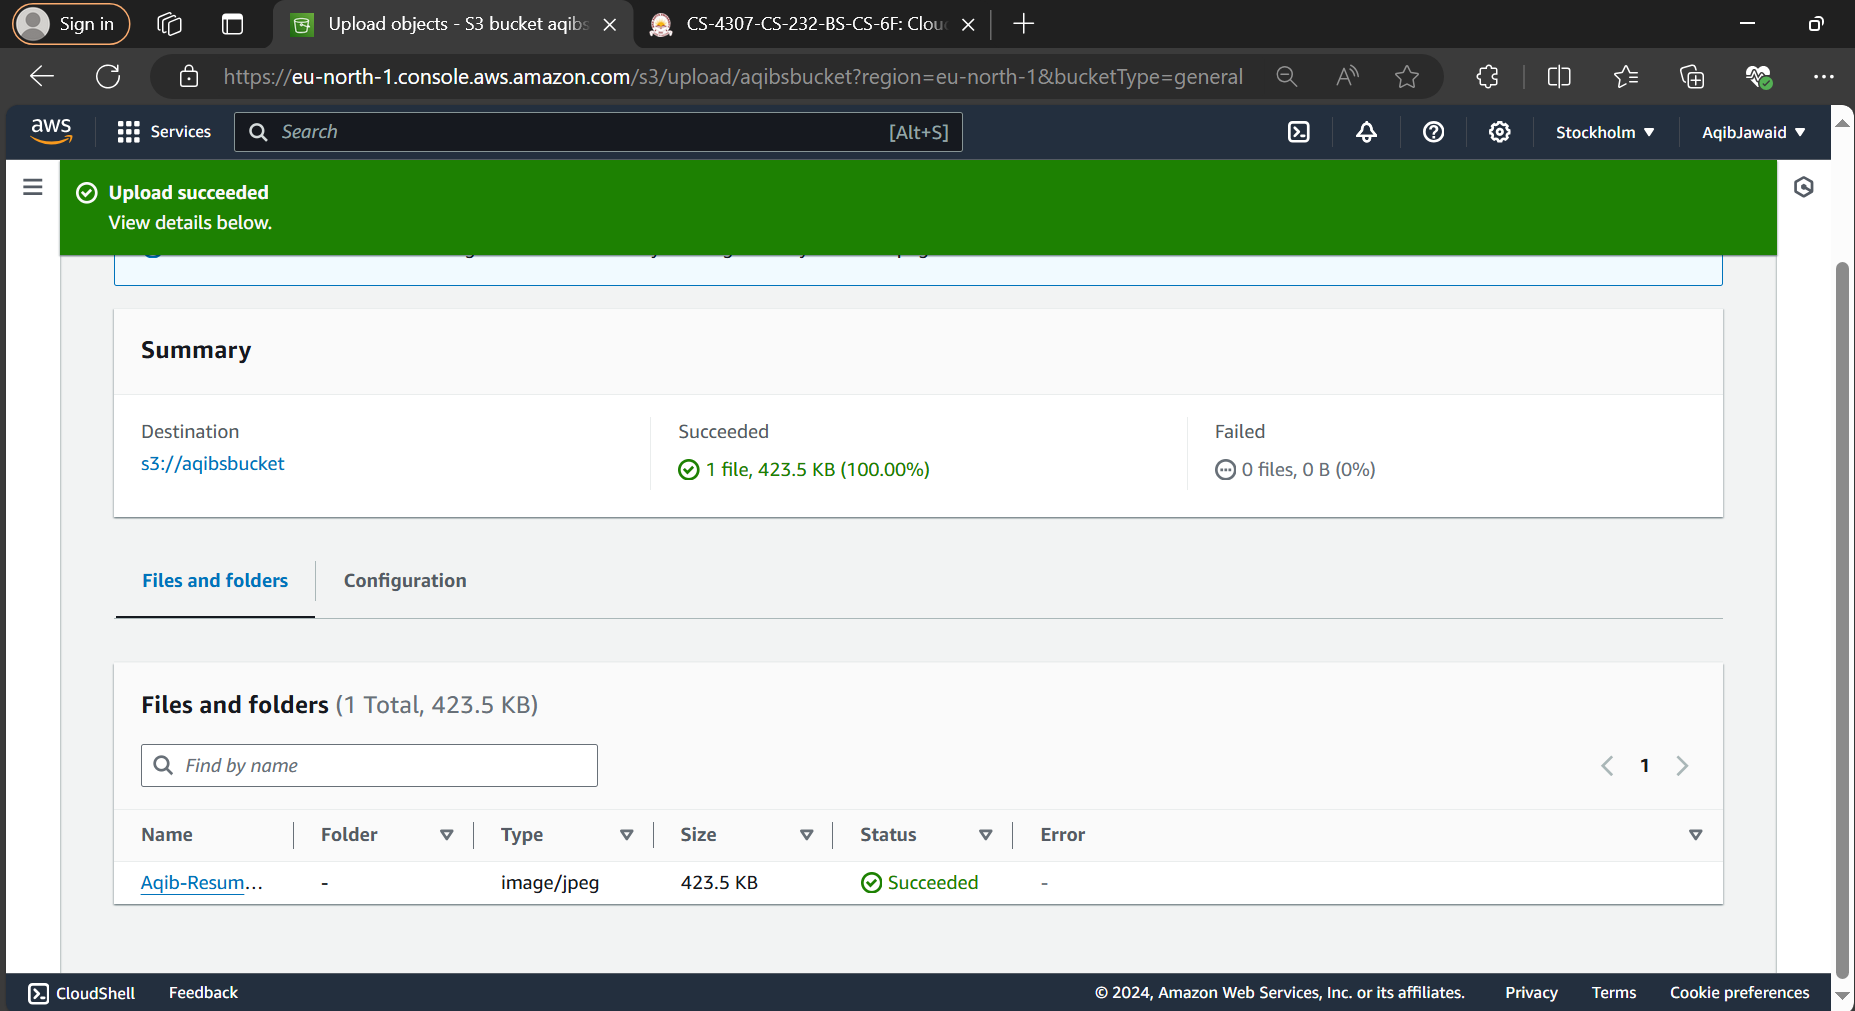 Sign in
Upload objects - S3 bucket aqibs
CS-4307-CS-232-BS-CS-6F: Clou
https://eu-north-1.console.aws.amazon.com/s3/upload/aqibsbucket?region=eu-north-1&bucketType=general
aws
Services
Search
[Alt+S]
Stockholm
AqibJawaid
Upload succeeded
View details below.
Summary
Destination
s3://aqibsbucket
Succeeded
1 file, 423.5 KB (100.00%)
Failed
0 files, 0 B (0%)
Files and folders
Configuration
Files and folders (1 Total, 423.5 KB)
Find by name
1
Name
Folder
Type
Size
Status
Error
Aqib-Resum...
-
image/jpeg
423.5 KB
Succeeded
-
CloudShell
Feedback
© 2024, Amazon Web Services, Inc. or its affiliates.
Privacy
Terms
Cookie preferences